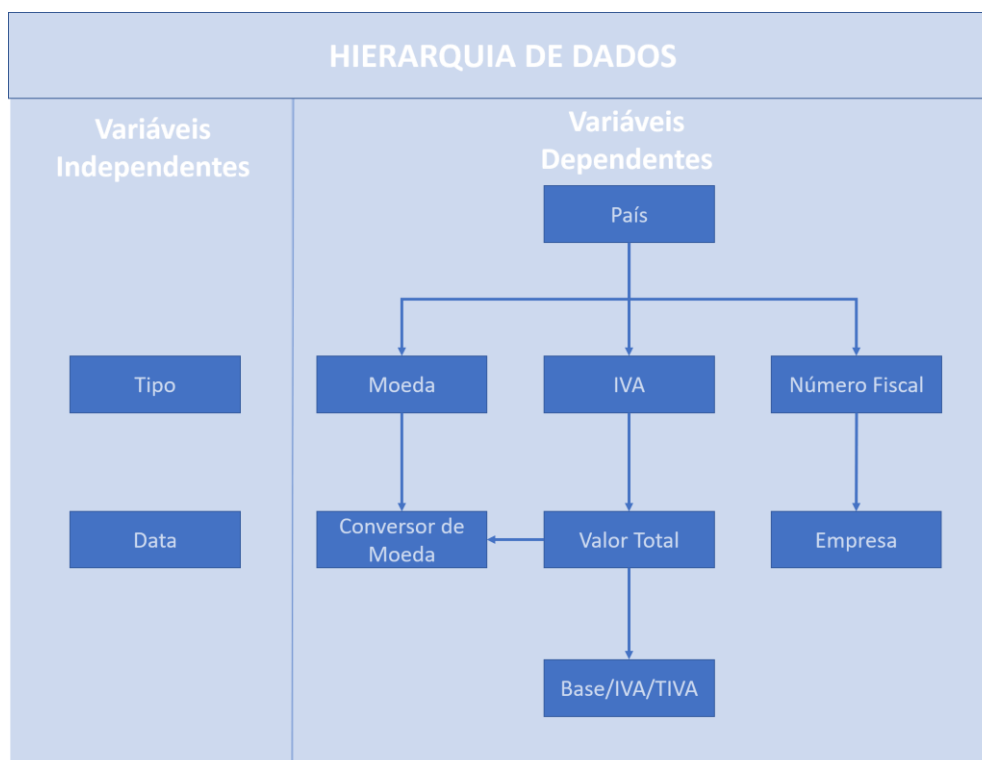 HIERARQUIA DE DADOS
Variáveis
Independentes
Variáveis
Dependentes
País
Tipo
Moeda
IVA
Número Fiscal
Data
Conversor de
Moeda
Valor Total
Empresa
Base/IVA/TIVA